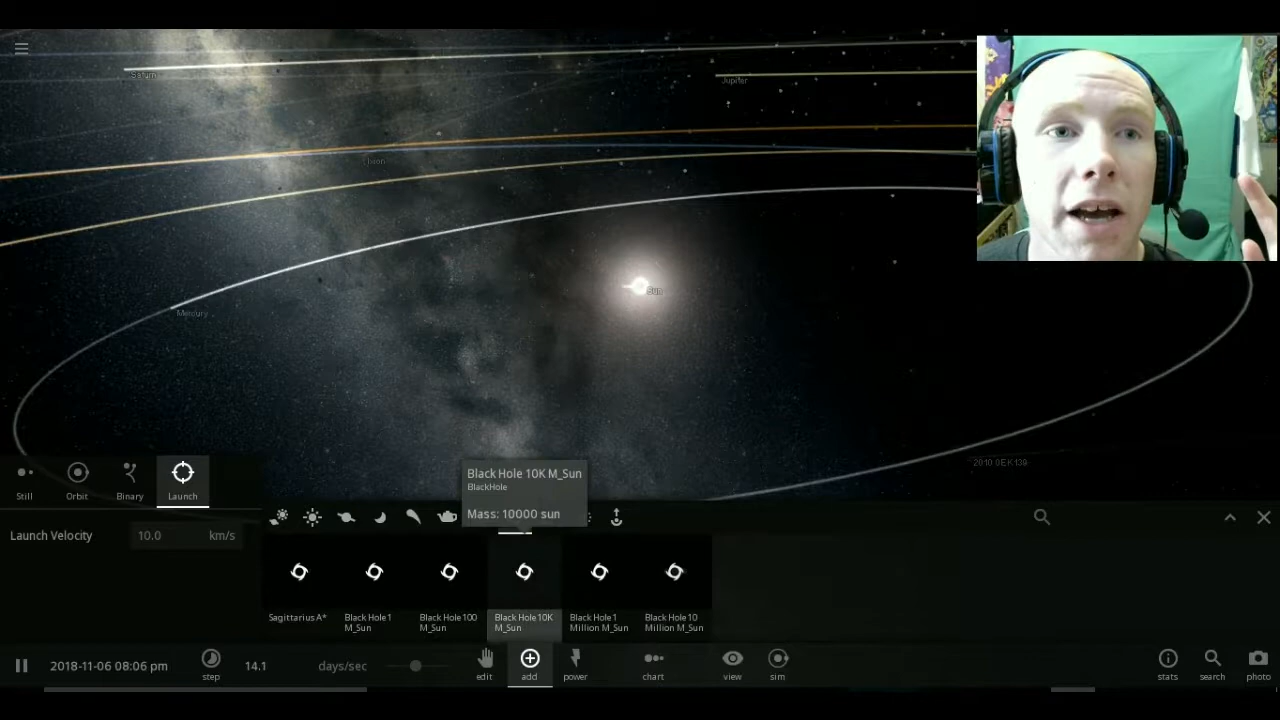 Saturn
Jupiter
Mercury
Sun
2010 0EK139
Still
Orbit
Binary
Launch
Launch Velocity
10.0
km/s
Black Hole 10K M_Sun
BlackHole
Mass: 10000 sun
Sagittarius A*
Black Hole 1
M_Sun
Black Hole 100
M_Sun
Black Hole 10K
M_Sun
Black Hole 1
Million M_Sun
Black Hole 10
Million M_Sun
2018-11-06 08:06 pm
step
14.1
days/sec
edit
add
power
chart
view
sim
stats
search
photo